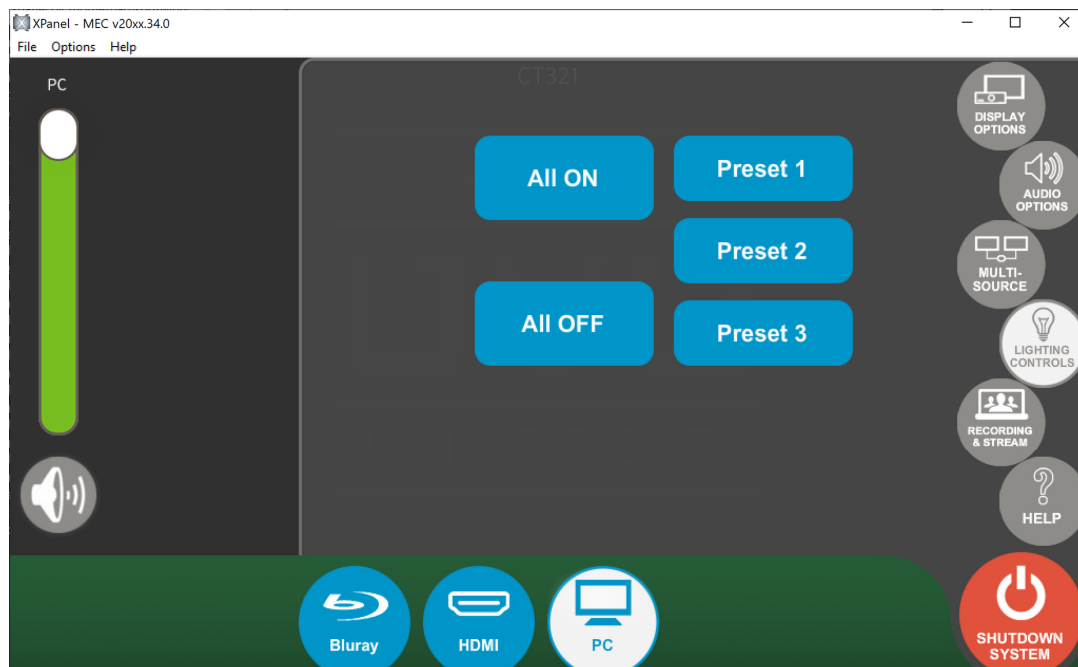 XPanel - MEC v20xx.34.0
File Options Help
PC
CT321
All ON
All OFF
Preset 1
Preset 2
Preset 3
UNIVERSITY
DISPLAY
OPTIONS
AUDIO
OPTIONS
MULTI-
SOURCE
LIGHTING
CONTROLS
RECORDING
& STREAM
HELP
Bluray
HDMI
PC
SHUTDOWN
SYSTEM